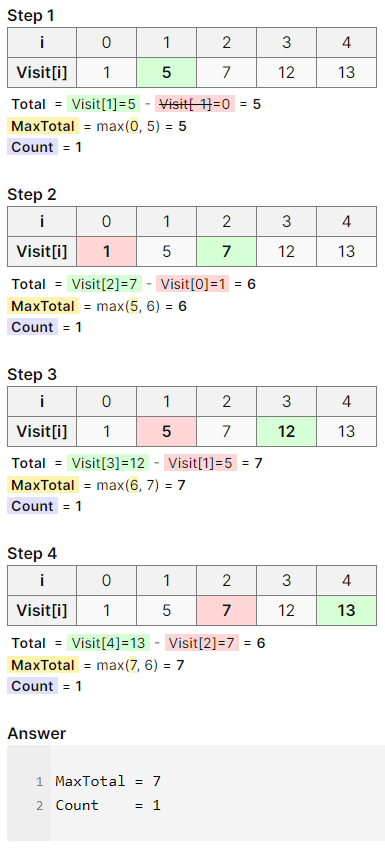 Step 1
i 0 1 2 3 4
Visit[i] 1 5 7 12 13
Total = Visit[1]=5 - Visit[-1]=0 = 5
MaxTotal = max(0, 5) = 5
Count = 1
Step 2
i 0 1 2 3 4
Visit[i] 1 5 7 12 13
Total = Visit[2]=7 - Visit[0]=1 = 6
MaxTotal = max(5, 6) = 6
Count = 1
Step 3
i 0 1 2 3 4
Visit[i] 1 5 7 12 13
Total = Visit[3]=12 - Visit[1]=5 = 7
MaxTotal = max(6, 7) = 7
Count = 1
Step 4
i 0 1 2 3 4
Visit[i] 1 5 7 12 13
Total = Visit[4]=13 - Visit[2]=7 = 6
MaxTotal = max(7, 6) = 7
Count = 1
Answer
1 MaxTotal = 7
2 Count = 1